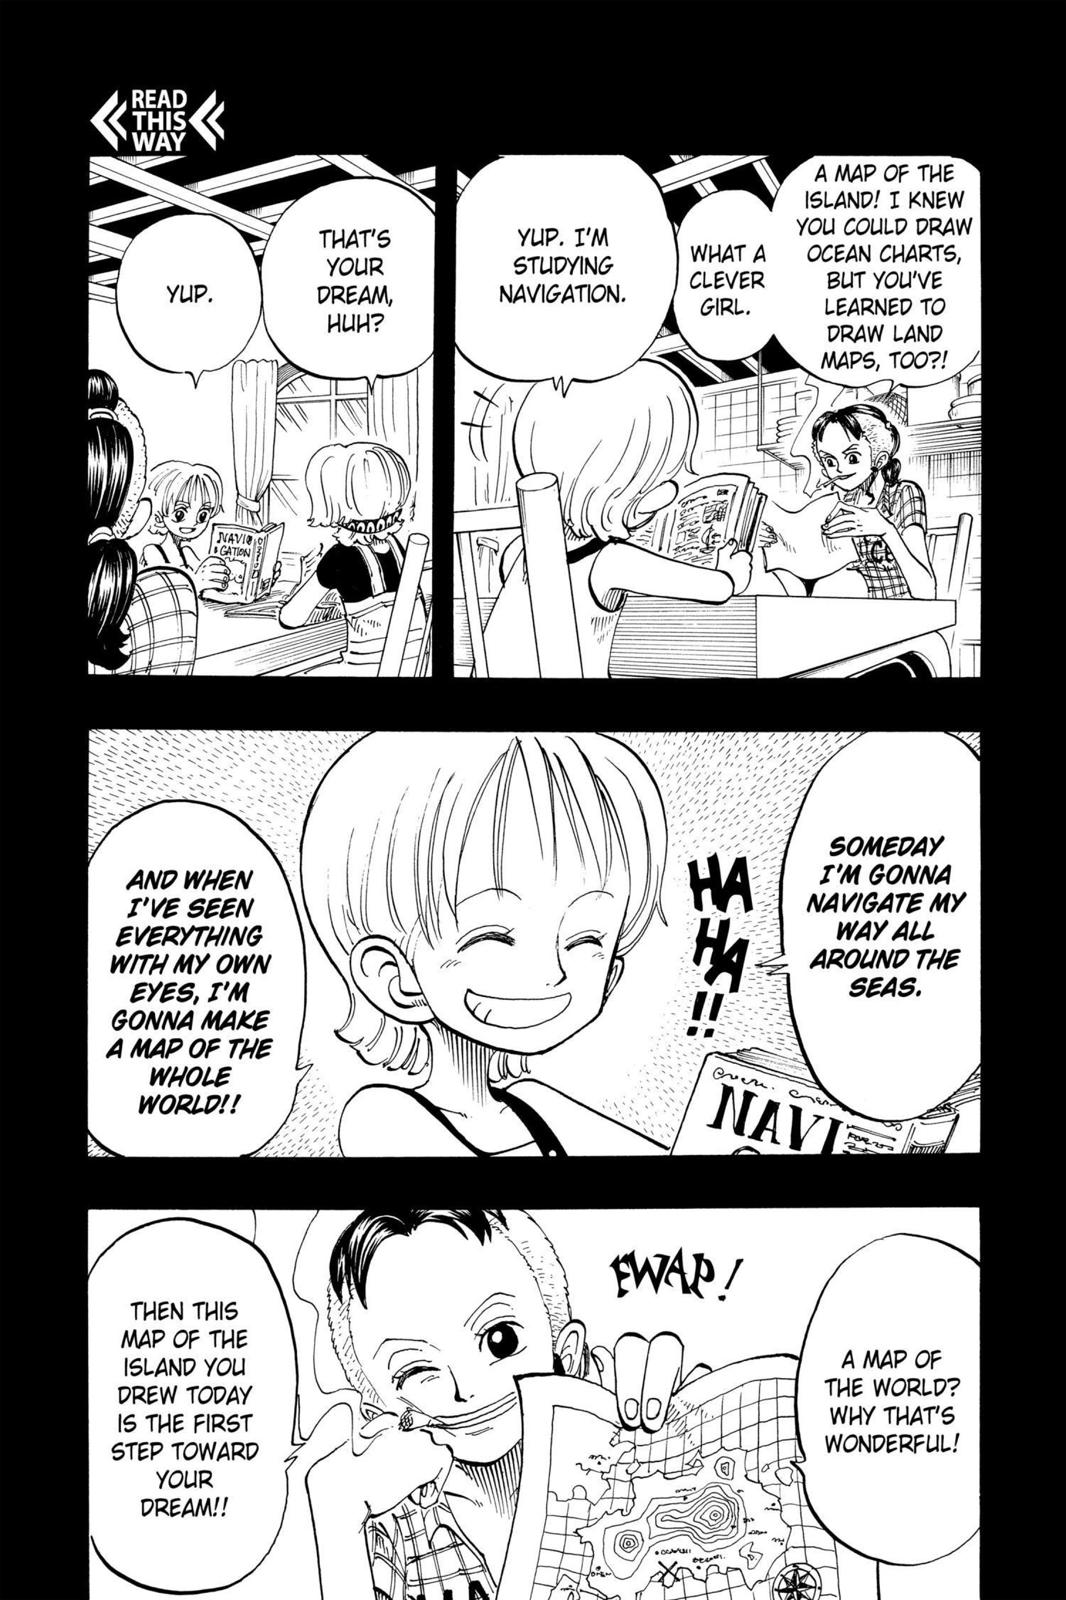 READ
THIS
WAY
A MAP OF THE
ISLAND! I KNEW
YOU COULD DRAW
OCEAN CHARTS,
BUT YOU'VE
LEARNED TO
DRAW LAND
MAPS, TOO?!
WHAT A
CLEVER
GIRL.
YUP. I'M
STUDYING
NAVIGATION.
THAT'S
YOUR
DREAM,
HUH?
YUP.
NAVI
GATION
SOMEDAY
I'M GONNA
NAVIGATE MY
WAY ALL
AROUND THE
SEAS.
HA
HA
!!
AND WHEN
I'VE SEEN
EVERYTHING
WITH MY OWN
EYES, I'M
GONNA MAKE
A MAP OF THE
WHOLE
WORLD!!
NAVI
FWAP!
A MAP OF
THE WORLD?
WHY THAT'S
WONDERFUL!
THEN THIS
MAP OF THE
ISLAND YOU
DREW TODAY
IS THE FIRST
STEP TOWARD
YOUR
DREAM!!